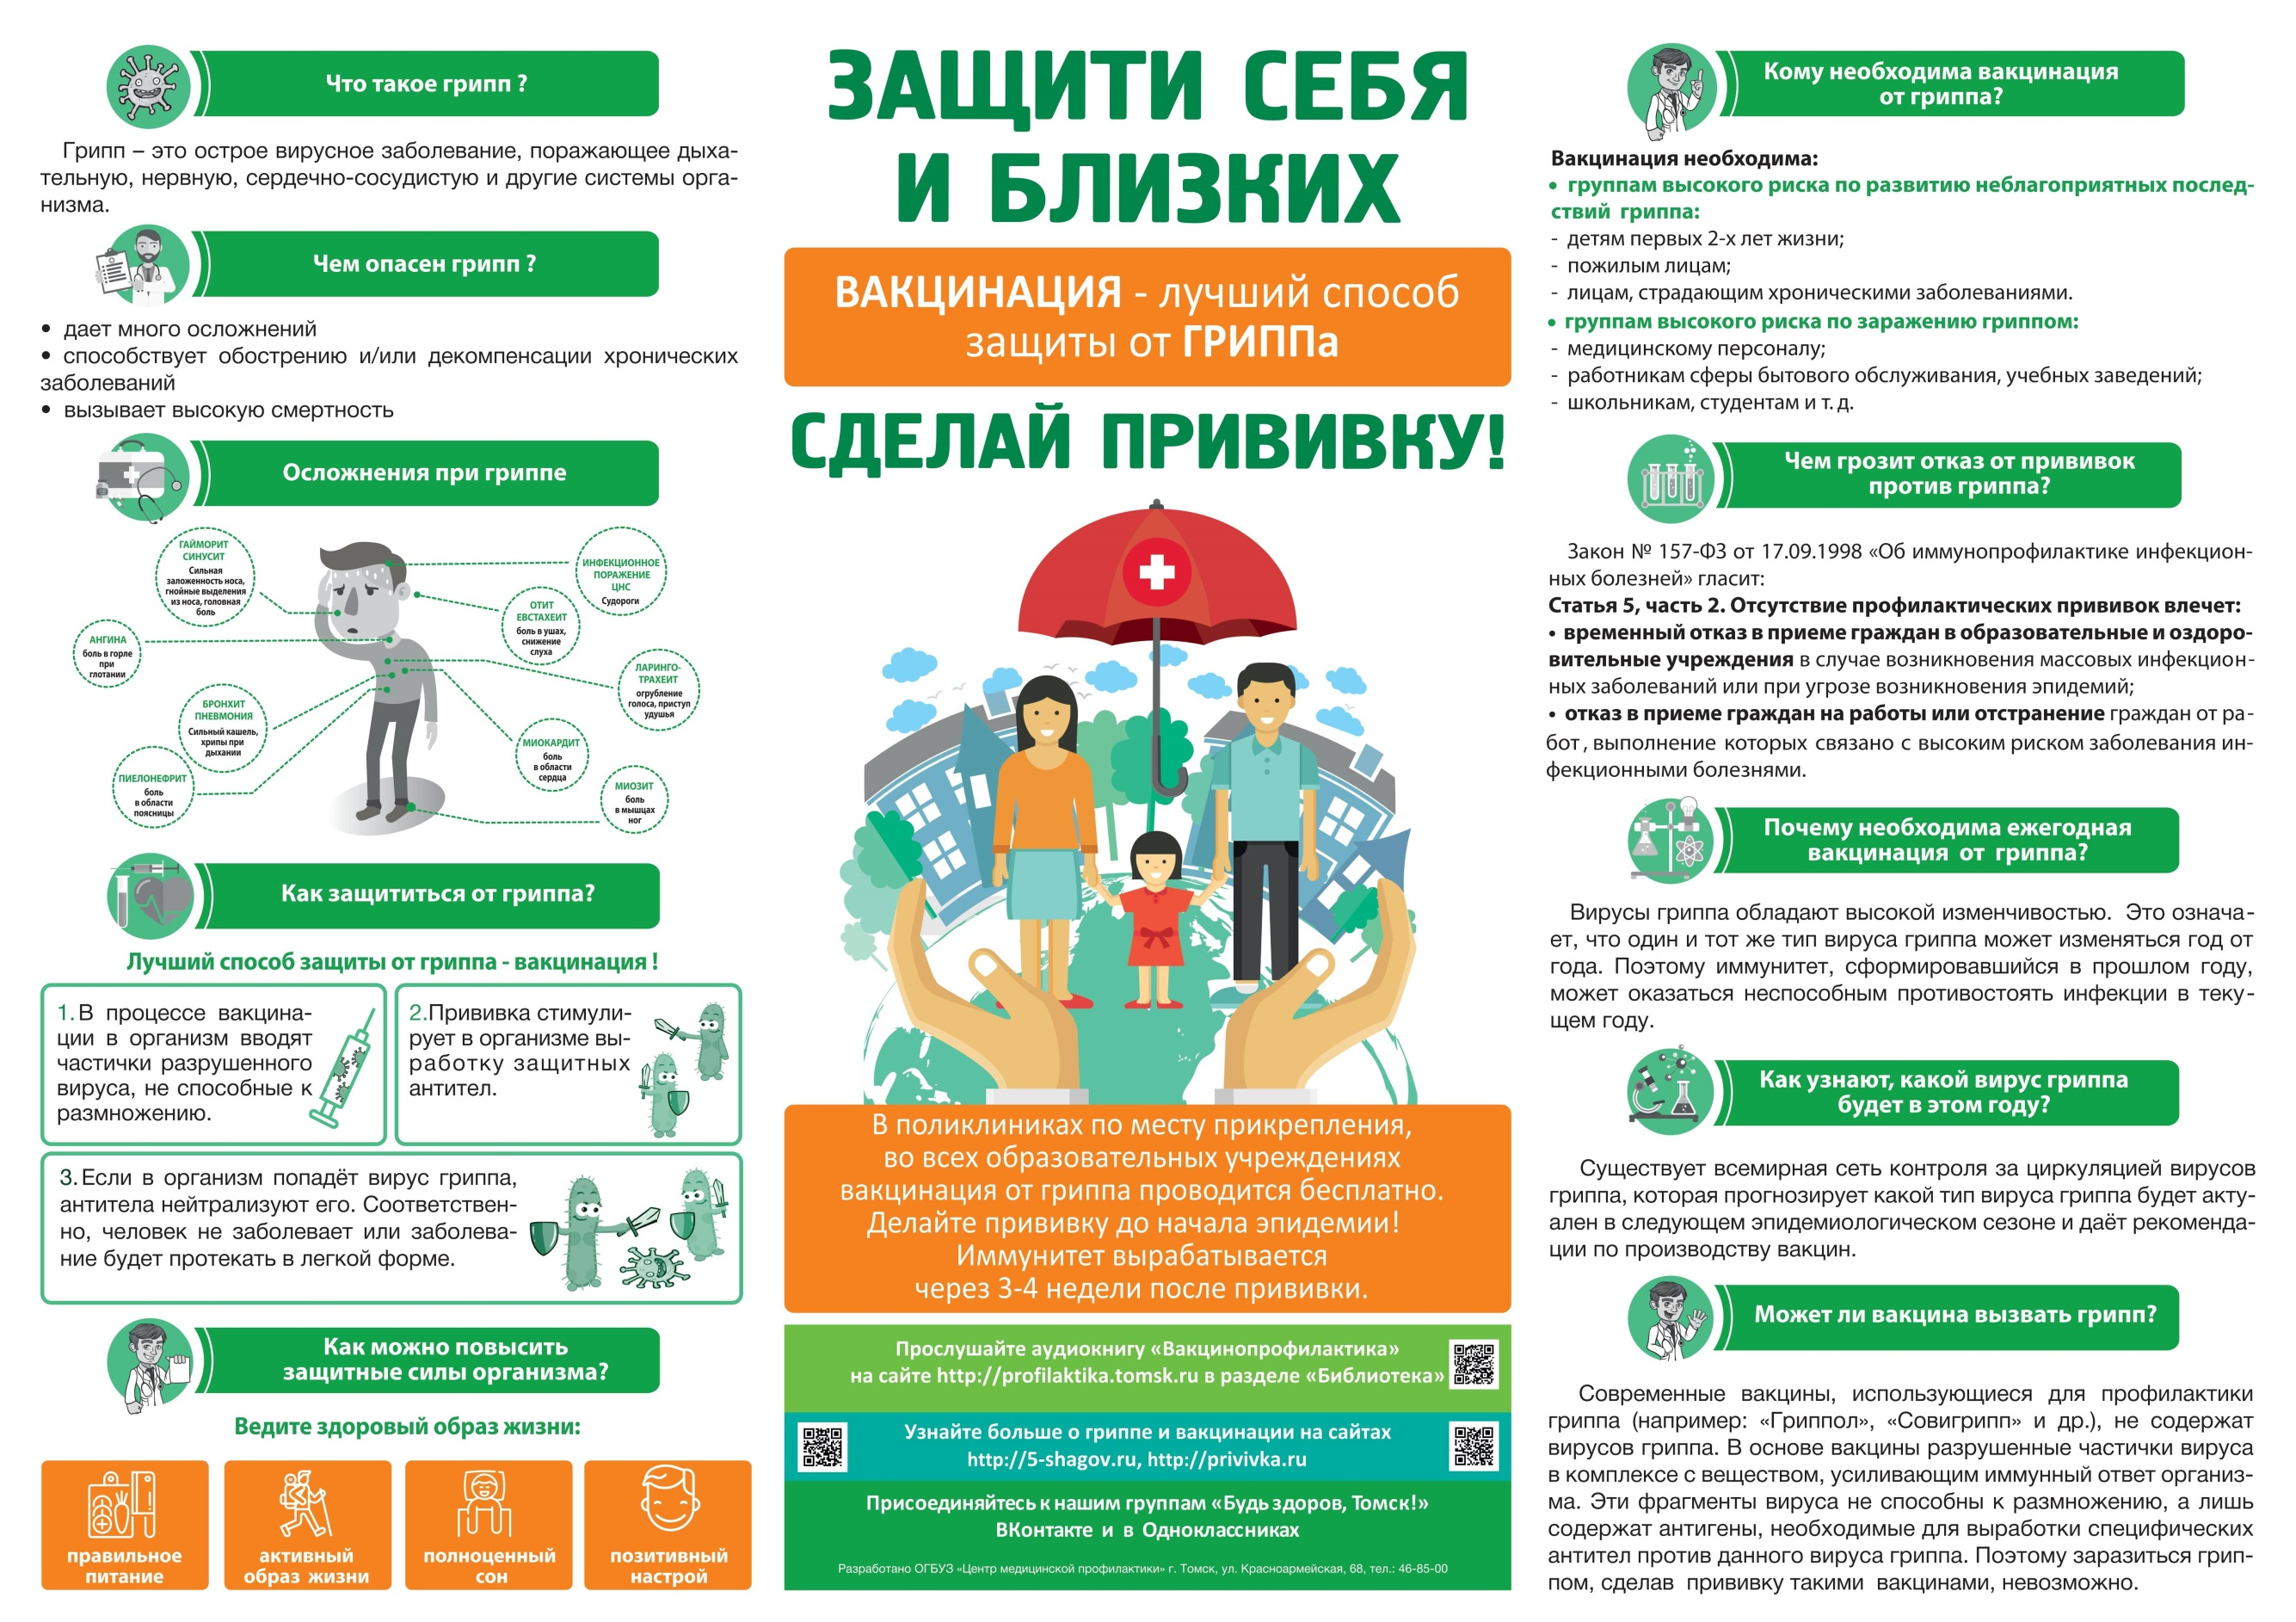 Что такое грипп ?
Грипп – это острое вирусное заболевание, поражающее дыха-
тельную, нервную, сердечно-сосудистую и другие системы орга-
низма.
Чем опасен грипп ?
• дает много осложнений
• способствует обострению и/или декомпенсации хронических
заболеваний
• вызывает высокую смертность
Осложнения при гриппе
ГАЙМОРИТ
СИНУСИТ
Сильная
заложенность носа,
гнойные выделения
из носа, головная
боль
ИНФЕКЦИОННОЕ
ПОРАЖЕНИЕ
ЦНС
Судороги
ОТИТ
ЕВСТАХЕИТ
боль в ушах,
снижение
слуха
АНГИНА
боль в горле
при
глотании
ЛАРИНГО-
ТРАХЕИТ
огрубление
голоса, приступ
удушья
БРОНХИТ
ПНЕВМОНИЯ
Сильный кашель,
хрипы при
дыхании
МИОКАРДИТ
боль
в области
сердца
ПИЕЛОНЕФРИТ
боль
в области
поясницы
МИОЗИТ
боль
в мышцах
ног
Как защититься от гриппа?
Лучший способ защиты от гриппа - вакцинация !
1. В процессе вакцина-
ции в организм вводят
частички разрушенного
вируса, не способные к
размножению.
2.Прививка стимули-
рует в организме вы-
работку защитных
антител.
3. Если в организм попадёт вирус гриппа,
антитела нейтрализуют его. Соответствен-
но, человек не заболевает или заболева-
ние будет протекать в легкой форме.
Как можно повысить
защитные силы организма?
Ведите здоровый образ жизни:
правильное
питание
активный
образ жизни
полноценный
сон
позитивный
настрой
ЗАЩИТИ СЕБЯ
И БЛИЗКИХ
ВАКЦИНАЦИЯ - лучший способ
защиты от ГРИППа
СДЕЛАЙ ПРИВИВКУ!
В поликлиниках по месту прикрепления,
во всех образовательных учреждениях
вакцинация от гриппа проводится бесплатно.
Делайте прививку до начала эпидемии!
Иммунитет вырабатывается
через 3-4 недели после прививки.
Прослушайте аудиокнигу «Вакцинопрофилактика»
на сайте http://profilaktika.tomsk.ru в разделе «Библиотека»
Узнайте больше о гриппе и вакцинации на сайтах
http://5-shagov.ru, http://privivka.ru
Присоединяйтесь к нашим группам «Будь здоров, Томск!»
ВКонтакте и в Одноклассниках
Разработано ОГБУЗ «Центр медицинской профилактики» г. Томск, ул. Красноармейская, 68, тел.: 46-85-00
Кому необходима вакцинация
от гриппа?
Вакцинация необходима:
• группам высокого риска по развитию неблагоприятных послед-
ствий гриппа:
- детям первых 2-х лет жизни;
- пожилым лицам;
- лицам, страдающим хроническими заболеваниями.
• группам высокого риска по заражению гриппом:
- медицинскому персоналу;
- работникам сферы бытового обслуживания, учебных заведений;
- школьникам, студентам и т. д.
Чем грозит отказ от прививок
против гриппа?
Закон № 157-ФЗ от 17.09.1998 «Об иммунопрофилактике инфекцион-
ных болезней» гласит:
Статья 5, часть 2. Отсутствие профилактических прививок влечет:
• временный отказ в приеме граждан в образовательные и оздоро-
вительные учреждения в случае возникновения массовых инфекцион-
ных заболеваний или при угрозе возникновения эпидемий;
• отказ в приеме граждан на работы или отстранение граждан от ра-
бот , выполнение которых связано с высоким риском заболевания ин-
фекционными болезнями.
Почему необходима ежегодная
вакцинация от гриппа?
Вирусы гриппа обладают высокой изменчивостью. Это означа-
ет, что один и тот же тип вируса гриппа может изменяться год от
года. Поэтому иммунитет, сформировавшийся в прошлом году,
может оказаться неспособным противостоять инфекции в теку-
щем году.
Как узнают, какой вирус гриппа
будет в этом году?
Существует всемирная сеть контроля за циркуляцией вирусов
гриппа, которая прогнозирует какой тип вируса гриппа будет акту-
ален в следующем эпидемиологическом сезоне и даёт рекоменда-
ции по производству вакцин.
Может ли вакцина вызвать грипп?
Современные вакцины, использующиеся для профилактики
гриппа (например: «Гриппол», «Совигрипп» и др.), не содержат
вирусов гриппа. В основе вакцины разрушенные частички вируса
в комплексе с веществом, усиливающим иммунный ответ организ-
ма. Эти фрагменты вируса не способны к размножению, а лишь
содержат антигены, необходимые для выработки специфических
антител против данного вируса гриппа. Поэтому заразиться грип-
пом, сделав прививку такими вакцинами, невозможно.